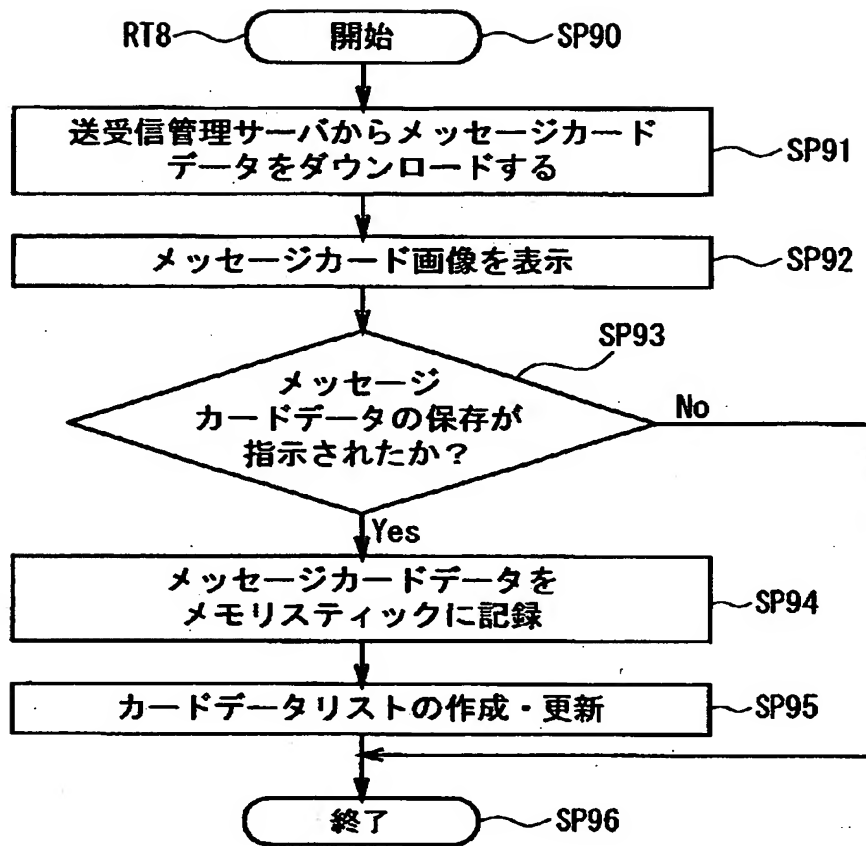 RT8 開始 SP90
送受信管理サーバからメッセージカード
データをダウンロードする
SP91
メッセージカード画像を表示 SP92
SP93
メッセージ
カードデータの保存が
指示されたか？
No
Yes
メッセージカードデータを
メモリスティックに記録
SP94
カードデータリストの作成・更新 SP95
終了 SP96